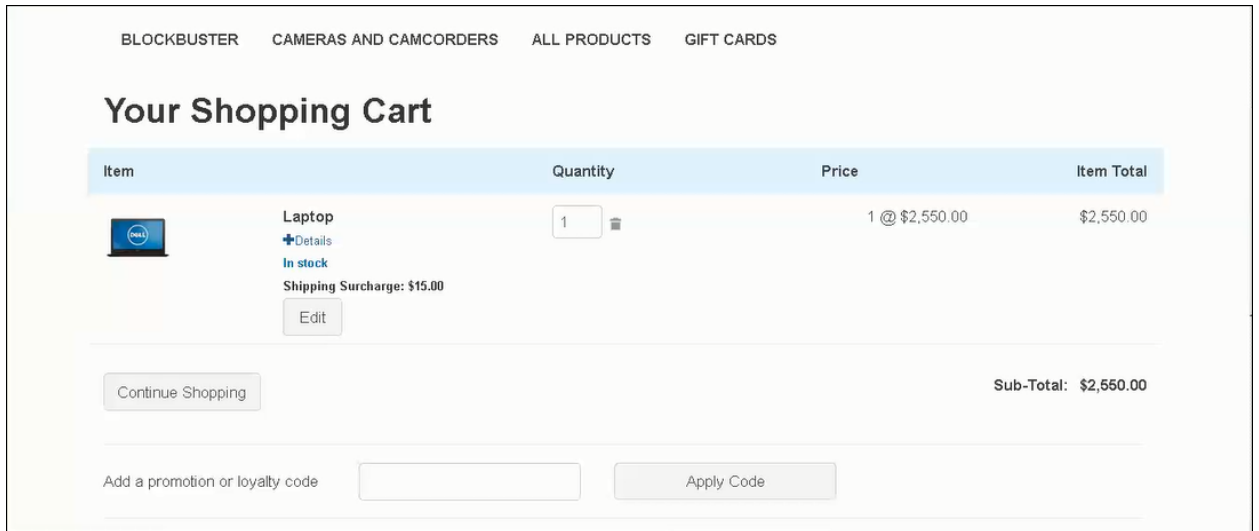 BLOCKBUSTER CAMERAS AND CAMCORDERS ALL PRODUCTS GIFT CARDS
Your Shopping Cart
Item Quantity Price Item Total
DELL
Laptop 1 1 @ $2,550.00 $2,550.00
Details
In stock
Shipping Surcharge: $15.00
Edit
Continue Shopping Sub-Total: $2,550.00
Add a promotion or loyalty code Apply Code